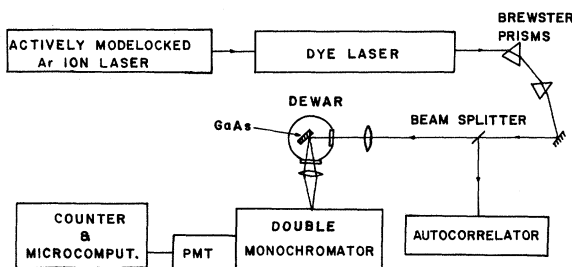 ACTIVELY MODELOCKED
Ar ION LASER
DYE LASER
BREWSTER
PRISMS
DEWAR
GaAs
BEAM SPLITTER
COUNTER
&
MICROCOMPUT.
PMT
DOUBLE
MONOCHROMATOR
AUTOCORRELATOR